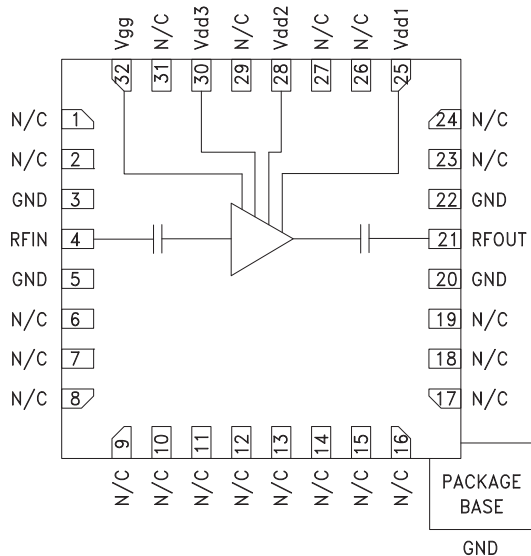 Vgg
N/C
Vdd3
N/C
Vdd2
N/C
N/C
Vdd1
32
31
30
29
28
27
26
25
N/C 1
N/C 2
GND 3
RFIN 4
GND 5
N/C 6
N/C 7
N/C 8
24 N/C
23 N/C
22 GND
21 RFOUT
20 GND
19 N/C
18 N/C
17 N/C
9
10
11
12
13
14
15
16
N/C
N/C
N/C
N/C
N/C
N/C
N/C
N/C
PACKAGE
BASE
GND